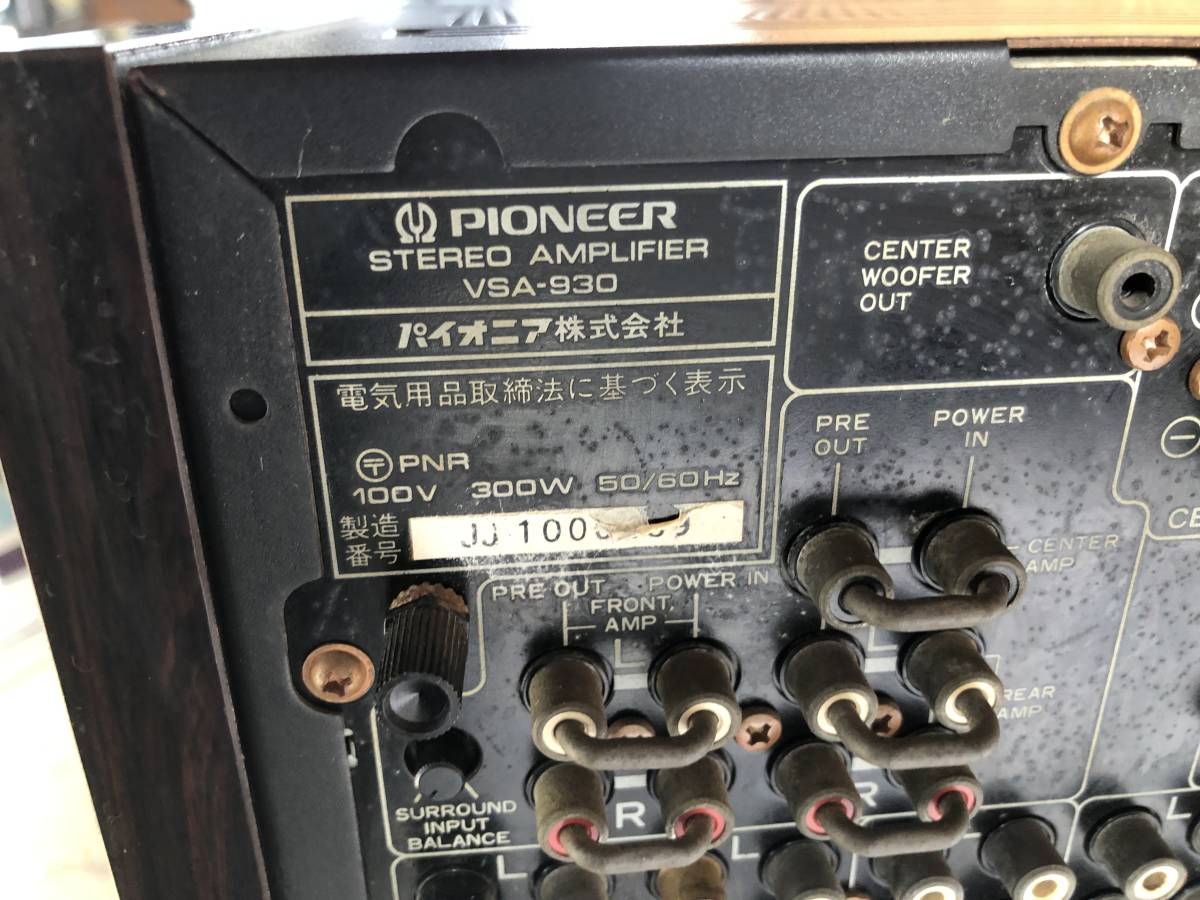 PIONEER
STEREO AMPLIFIER
VSA-930
パイオニア株式会社
電気用品取締法に基づく表示
〒 PNR
100V 300W 50/60Hz
製造
番号
CENTER
WOOFER
OUT
PRE
OUT
POWER
IN
CENTER
AMP
PRE OUT
POWER IN
FRONT
AMP
L
L
REAR
AMP
R
R
SURROUND
INPUT
BALANCE
L
L
L